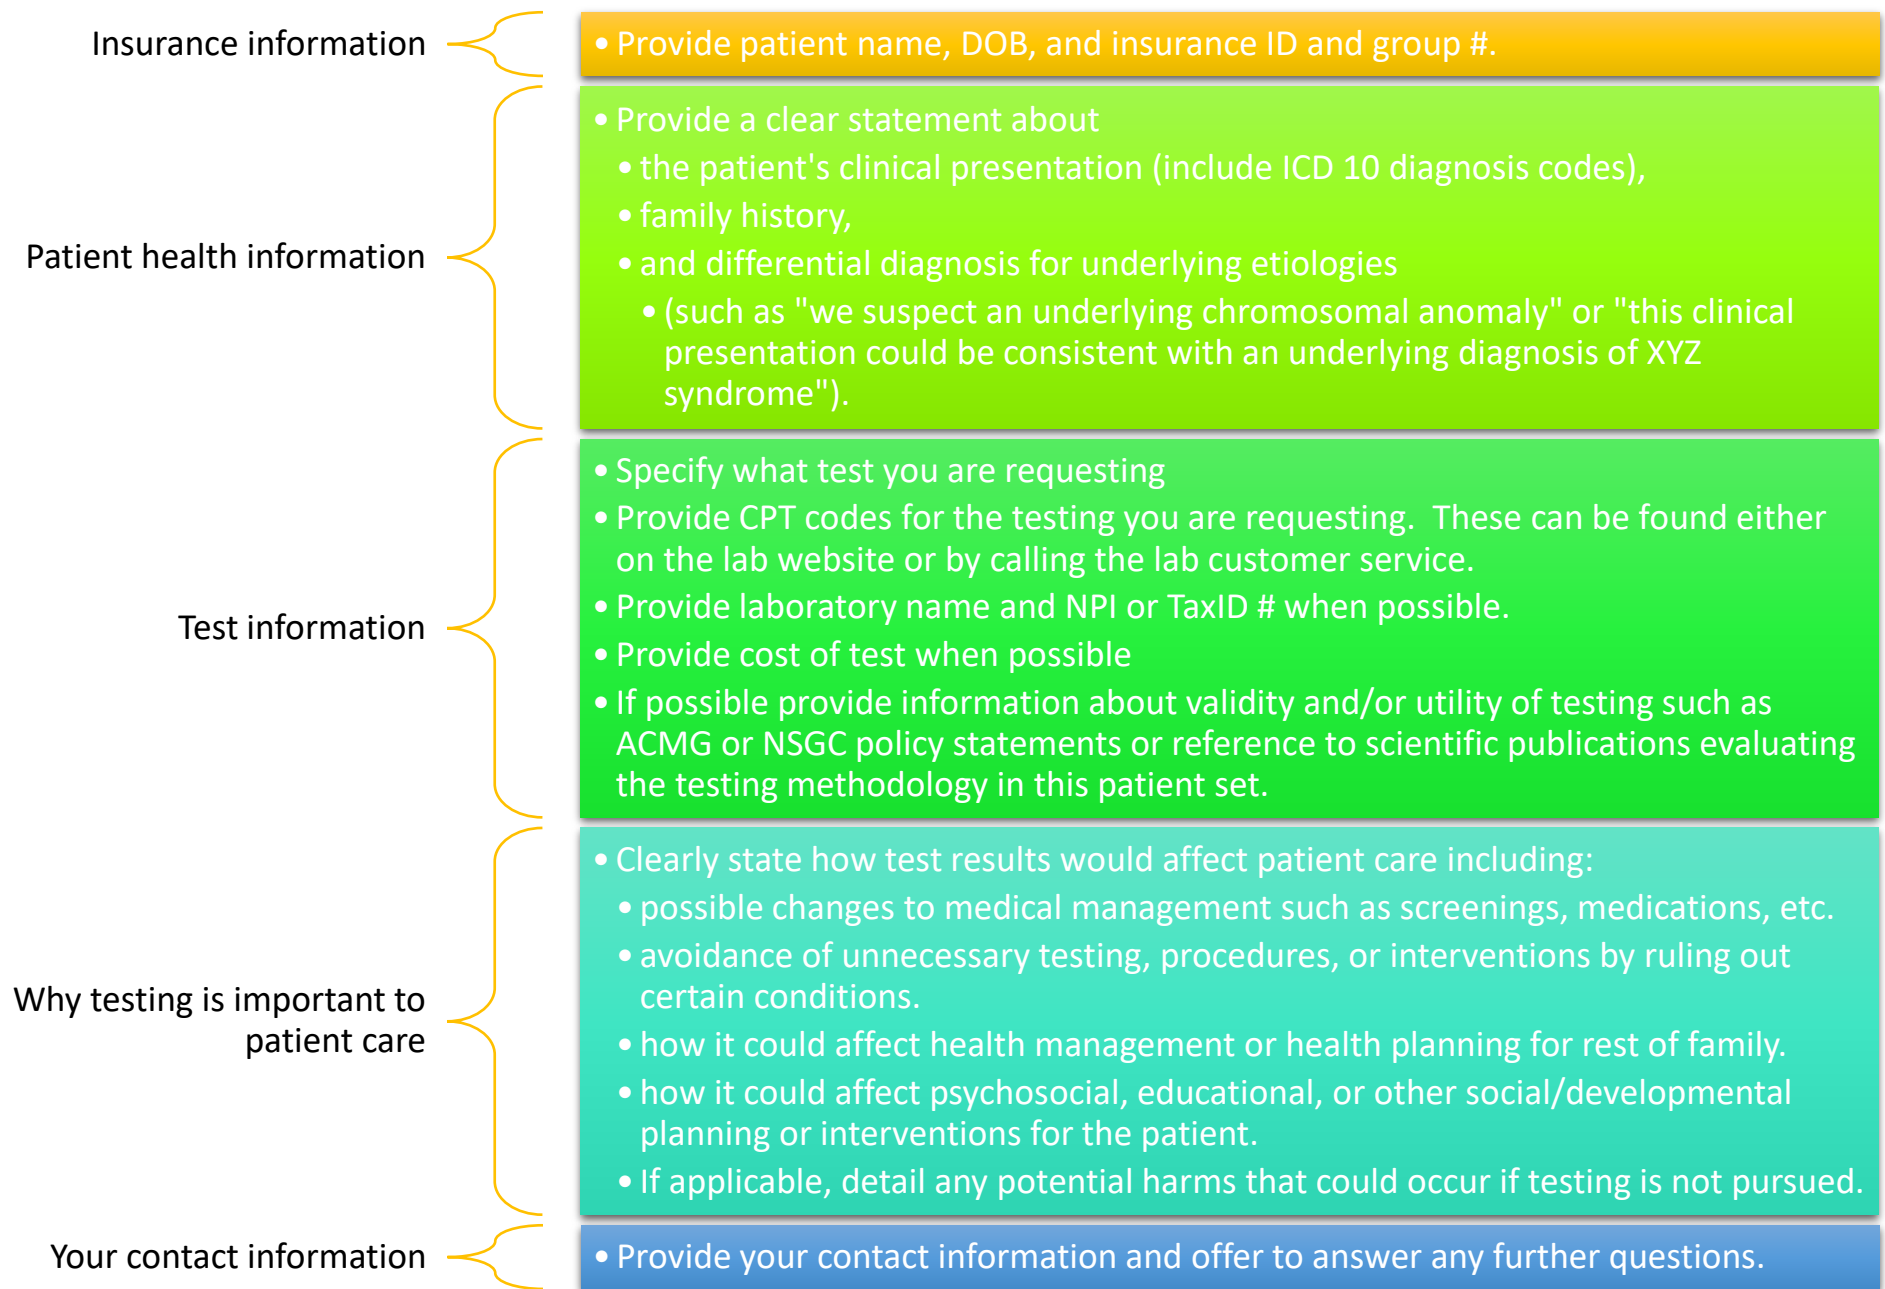 Insurance information
• Provide patient name, DOB, and insurance ID and group #.
Patient health information
• Provide a clear statement about
• the patient's clinical presentation (include ICD 10 diagnosis codes),
• family history,
• and differential diagnosis for underlying etiologies
• (such as "we suspect an underlying chromosomal anomaly" or "this clinical
presentation could be consistent with an underlying diagnosis of XYZ
syndrome").
Test information
• Specify what test you are requesting
• Provide CPT codes for the testing you are requesting.  These can be found either
on the lab website or by calling the lab customer service.
• Provide laboratory name and NPI or TaxID # when possible.
• Provide cost of test when possible
• If possible provide information about validity and/or utility of testing such as
ACMG or NSGC policy statements or reference to scientific publications evaluating
the testing methodology in this patient set.
Why testing is important to
patient care
• Clearly state how test results would affect patient care including:
• possible changes to medical management such as screenings, medications, etc.
• avoidance of unnecessary testing, procedures, or interventions by ruling out
certain conditions.
• how it could affect health management or health planning for rest of family.
• how it could affect psychosocial, educational, or other social/developmental
planning or interventions for the patient.
• If applicable, detail any potential harms that could occur if testing is not pursued.
Your contact information
• Provide your contact information and offer to answer any further questions.